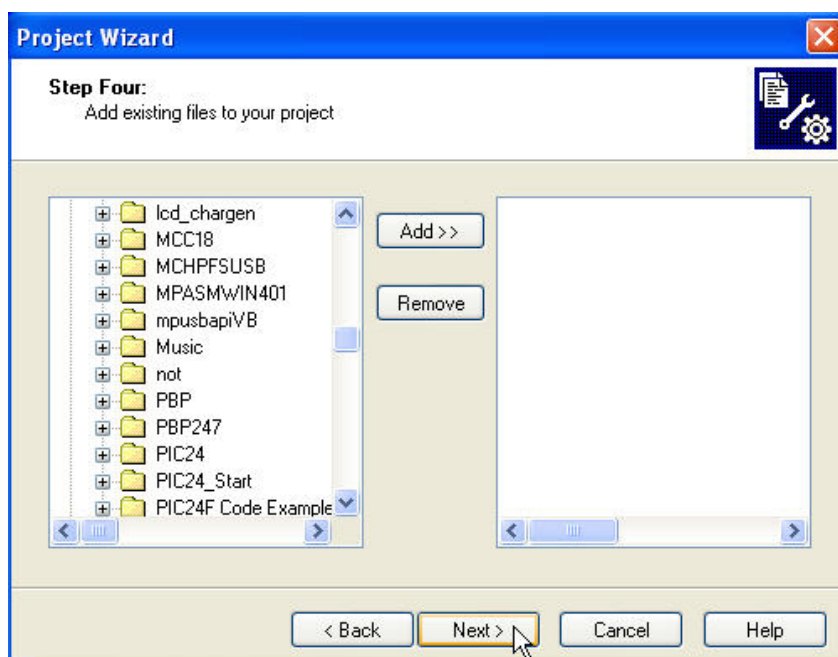 Project Wizard
Step Four:
Add existing files to your project
lcd_chargen
MCC18
MCHPFSUSB
MPASMWIN401
mpusbapiVB
Music
not
PBP
PBP247
PIC24
PIC24_Start
PIC24F Code Example
Add >>
Remove
< Back
Next >
Cancel
Help